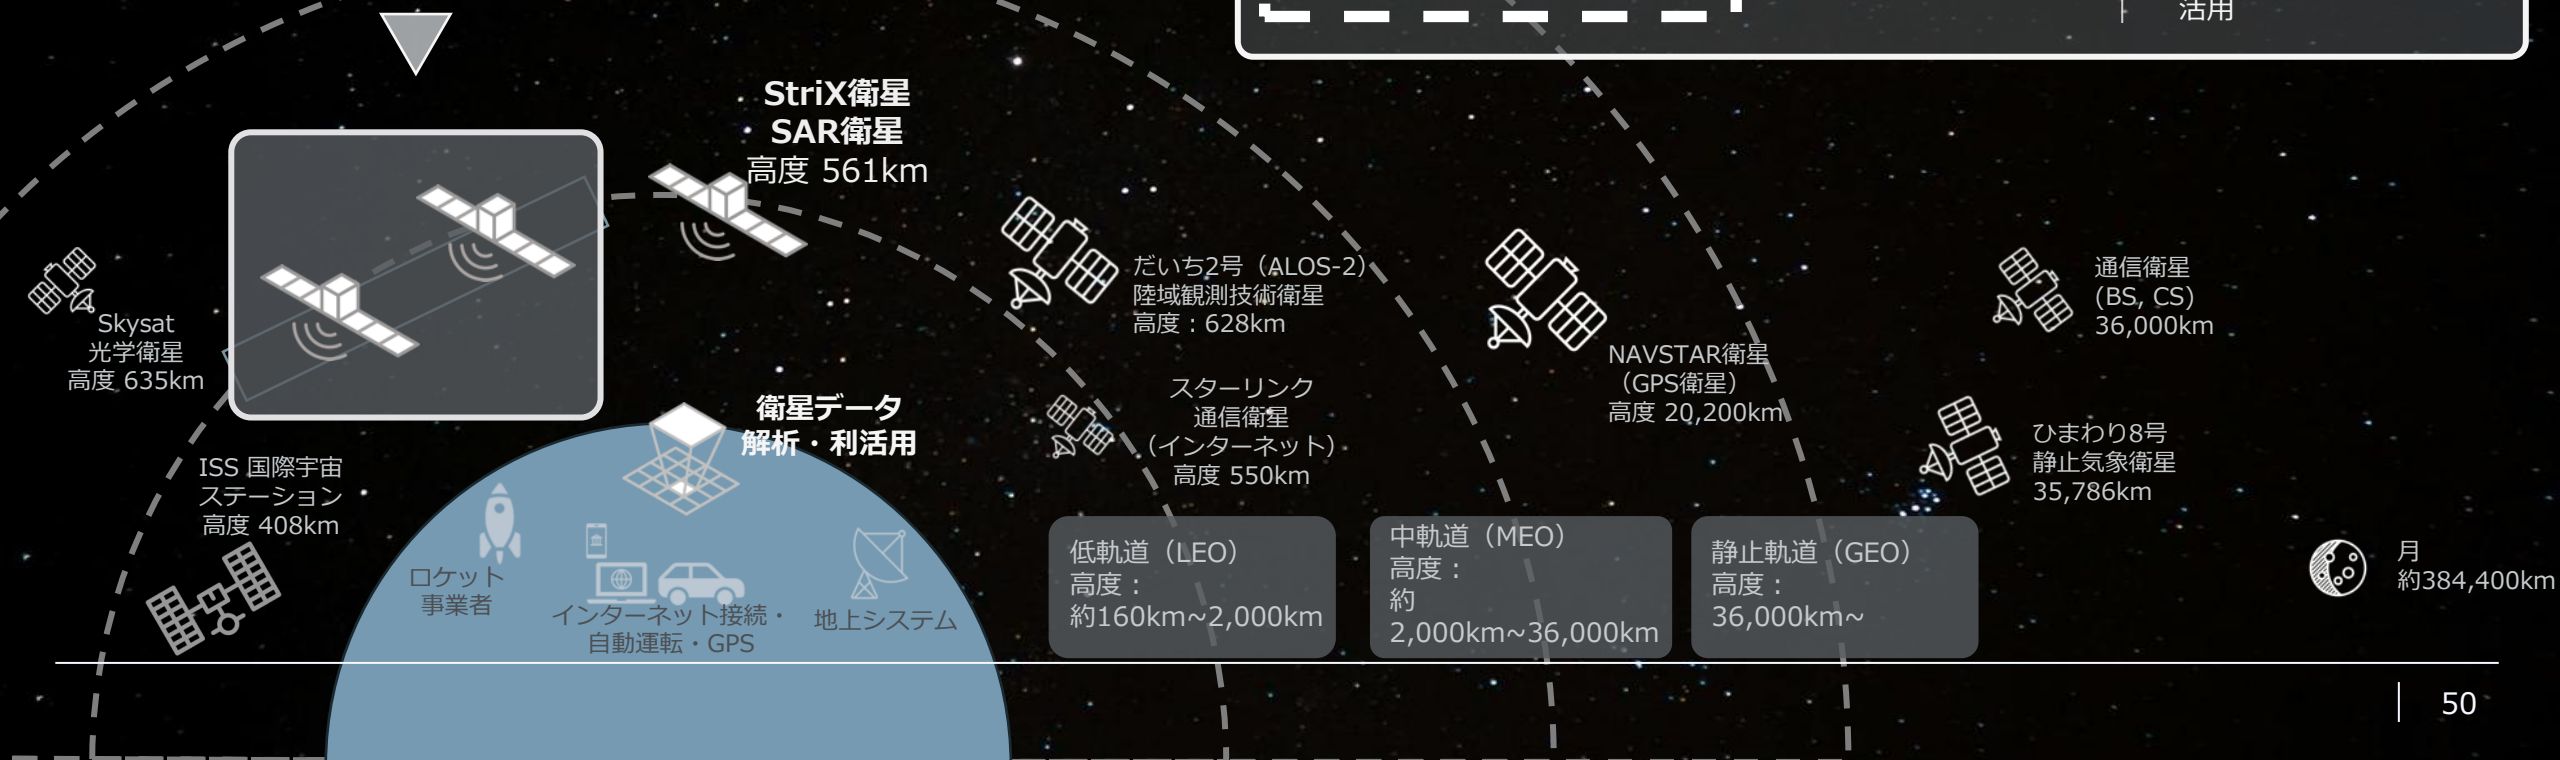 活用
StriX衛星
SAR衛星
高度 561km
Skysat
光学衛星
高度 635km
だいち2号（ALOS-2）
陸域観測技術衛星
高度：628km
NAVSTAR衛星
（GPS衛星）
高度 20,200km
通信衛星
(BS, CS)
36,000km
スターリンク
通信衛星
（インターネット）
高度 550km
ひまわり8号
静止気象衛星
35,786km
衛星データ
解析・利活用
ISS 国際宇宙
ステーション
高度 408km
ロケット
事業者
インターネット接続・
自動運転・GPS
地上システム
低軌道（LEO）
高度：
約160km~2,000km
中軌道（MEO）
高度：
約
2,000km~36,000km
静止軌道（GEO）
高度：
36,000km~
月
約384,400km
50